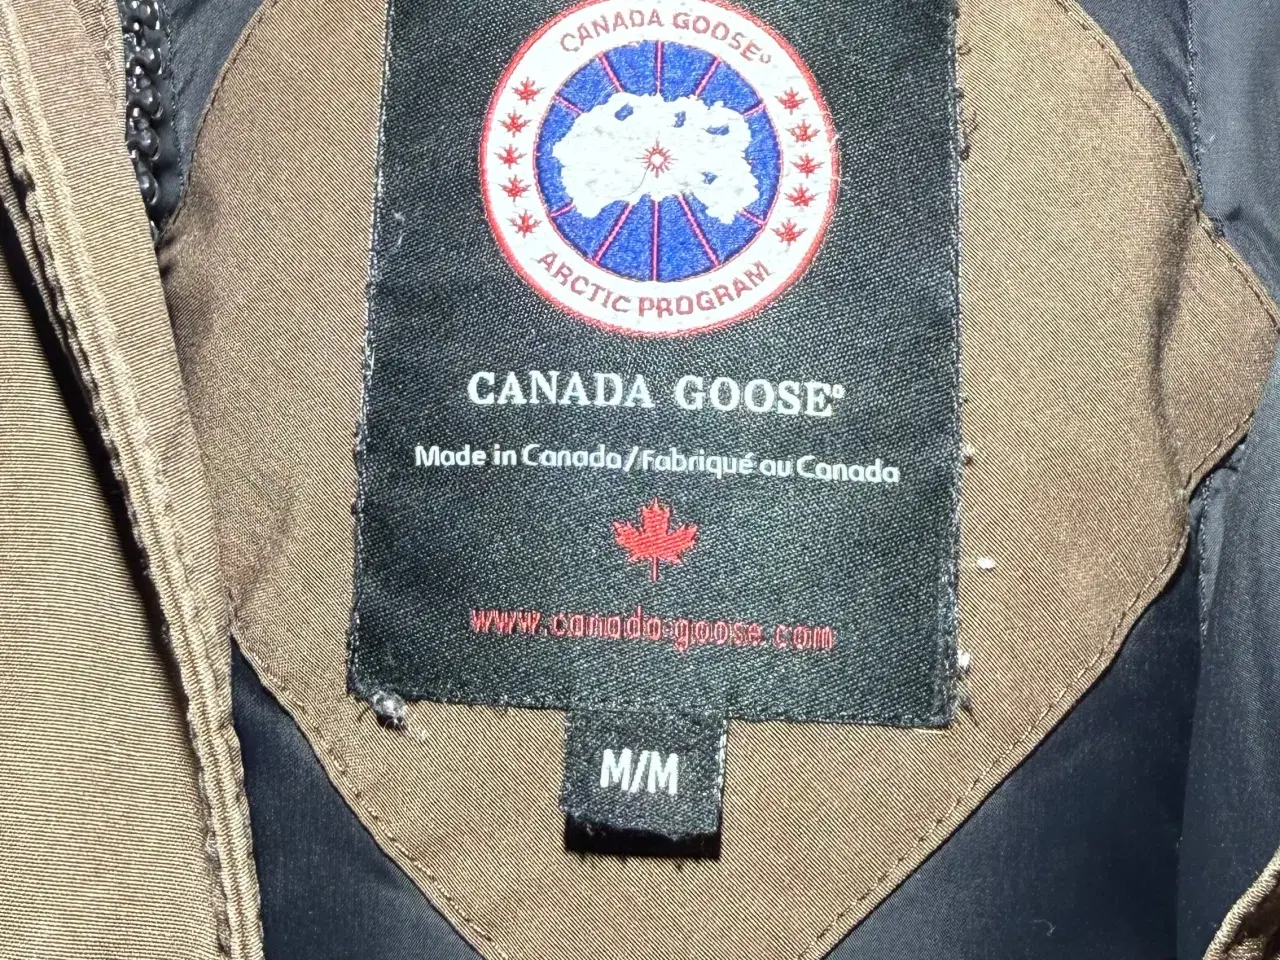 CANADA GOOSE®
ARCTIC PROGRAM
CANADA GOOSE®
Made in Canada/Fabriqué au Canada
www.canada-goose.com
M/M